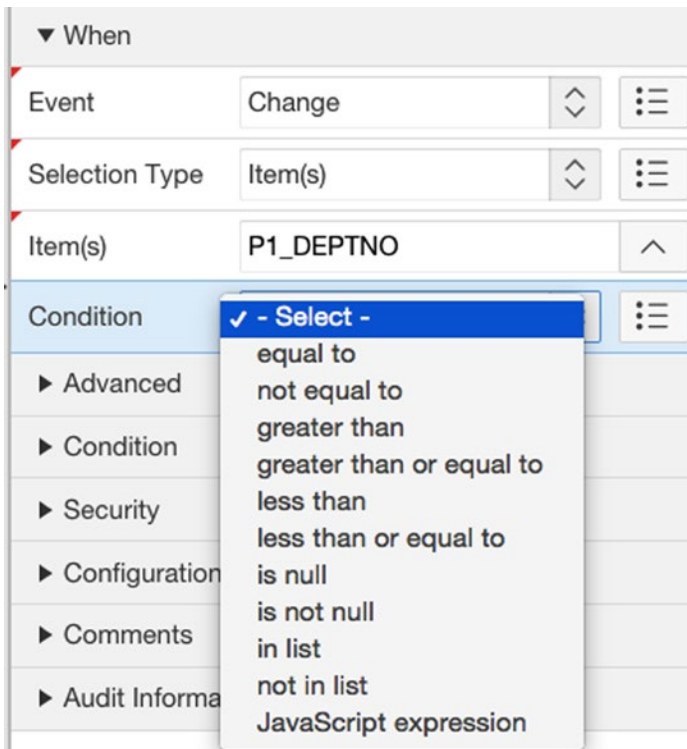 When
Event Change
Selection Type Item(s)
Item(s) P1_DEPTNO
Condition - Select -
equal to
Advanced not equal to
greater than
Condition greater than or equal to
Security less than
less than or equal to
Configuration is null
is not null
Comments in list
Audit Informa not in list
JavaScript expression